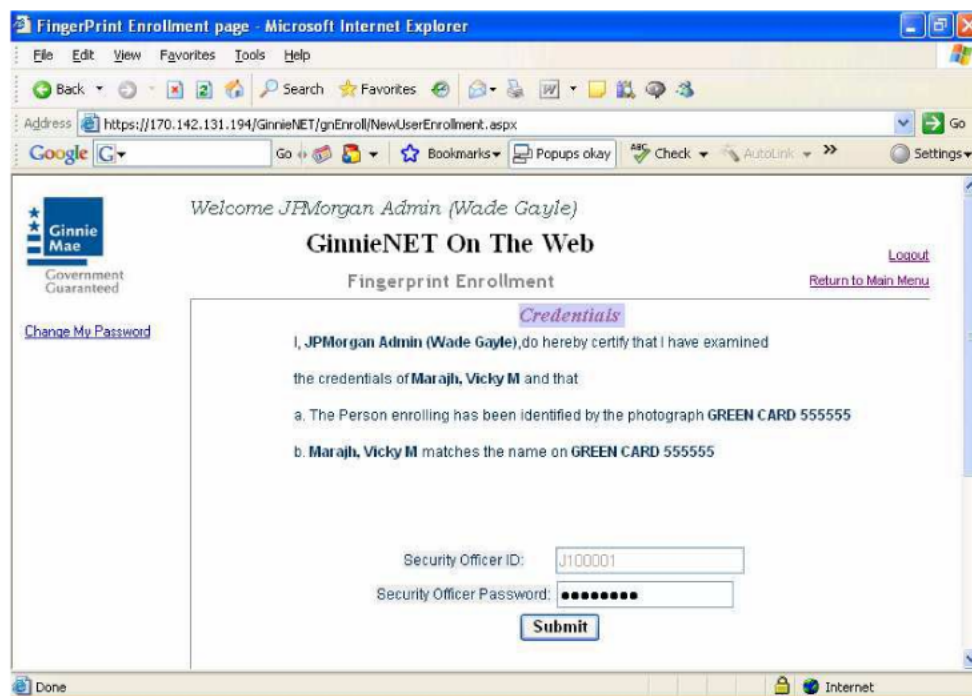 FingerPrint Enrollment page - Microsoft Internet Explorer
File Edit View Favorites Tools Help
Back Search Favorites
Address https://170.142.131.194/GinnieNET/gnEnroll/NewUserEnrollment.aspx Go
Google G Go Bookmarks Popups okay ABC Check AutoLink >> Settings
Ginnie
Mae
Government
Guaranteed
Change My Password
Welcome JPMorgan Admin (Wade Gayle)
GinnieNET On The Web
Logout
Fingerprint Enrollment
Return to Main Menu
Credentials
I, JPMorgan Admin (Wade Gayle),do hereby certify that I have examined
the credentials of Marajh, Vicky M and that
a. The Person enrolling has been identified by the photograph GREEN CARD 555555
b. Marajh, Vicky M matches the name on GREEN CARD 555555
Security Officer ID: J100001
Security Officer Password: ●●●●●●●●
Submit
Done Internet